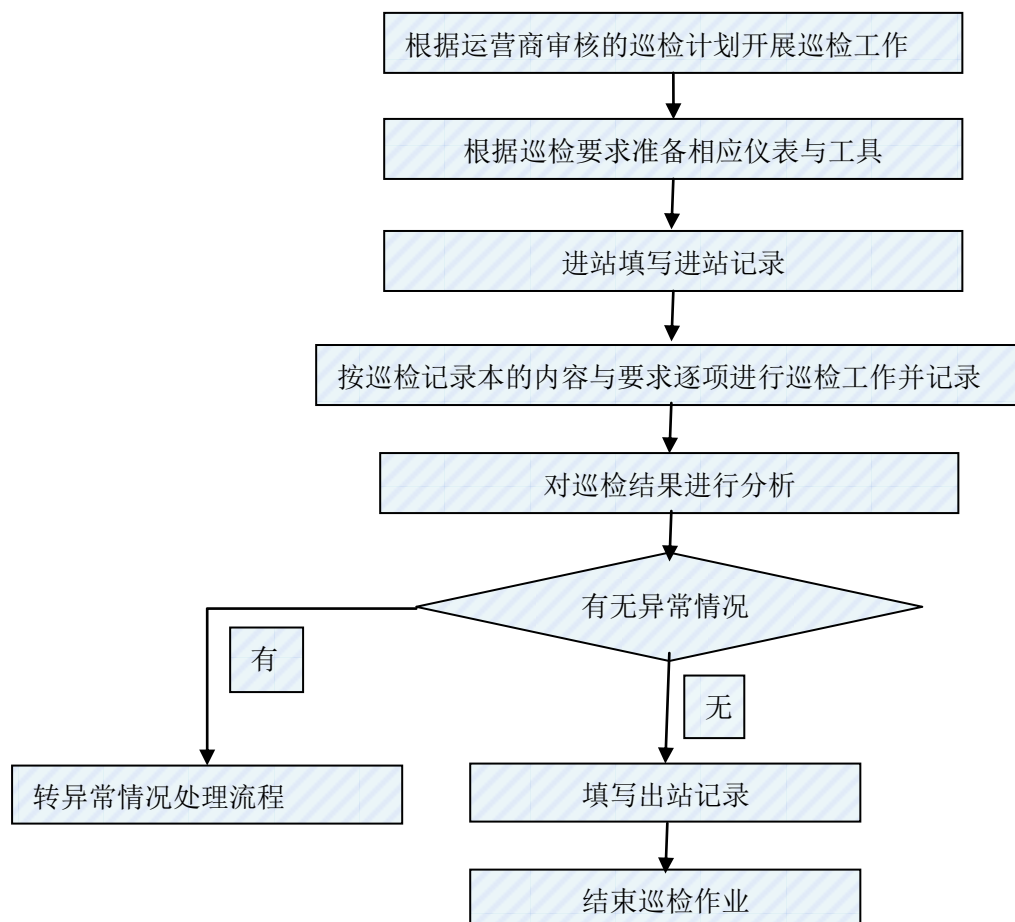 根据运营商审核的巡检计划开展巡检工作
根据巡检要求准备相应仪表与工具
进站填写进站记录
按巡检记录本的内容与要求逐项进行巡检工作并记录
对巡检结果进行分析
有无异常情况
有
无
转异常情况处理流程
填写出站记录
结束巡检作业